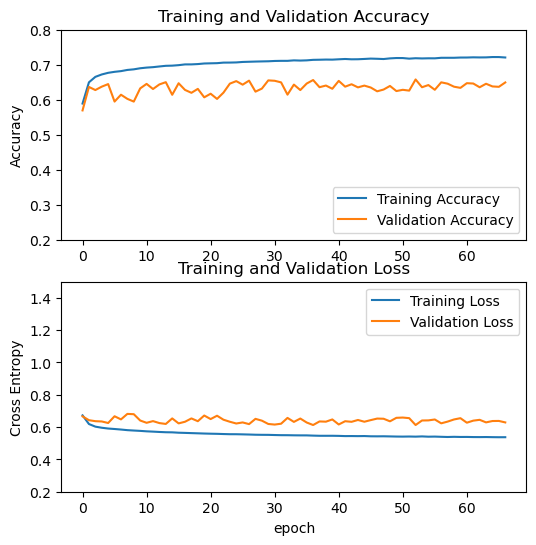 Training and Validation Accuracy
0.8
0.7
0.6
0.5
0.4
0.3
0.2
Accuracy
Training Accuracy
Validation Accuracy
0 10 20 30 40 50 60
Training and Validation Loss
1.4
1.2
1.0
0.8
0.6
0.4
0.2
Cross Entropy
Training Loss
Validation Loss
0 10 20 30 40 50 60
epoch